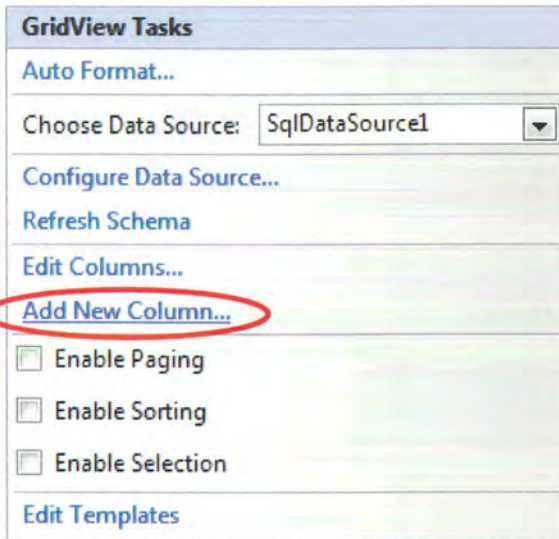 GridView Tasks
Auto Format...
Choose Data Source: SqlDataSource1
Configure Data Source...
Refresh Schema
Edit Columns...
Add New Column...
Enable Paging
Enable Sorting
Enable Selection
Edit Templates